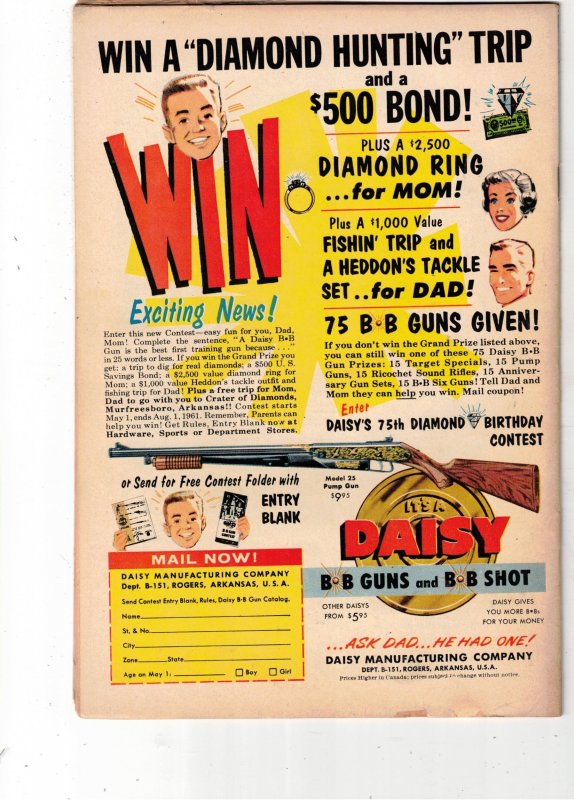 WIN A "DIAMOND HUNTING" TRIP
and a
$500 BOND!
WIN
PLUS A $2,500
DIAMOND RING
...for MOM!
Plus A $1,000 Value
FISHIN' TRIP and
A HEDDON'S TACKLE
SET..for DAD!
Exciting News!
Enter this new Contest—easy fun for you, Dad,
Mom! Complete the sentence, "A Daisy B•B
Gun is the best first training gun because . . ."
in 25 words or less. If you win the Grand Prize you
get: a trip to dig for real diamonds; a $500 U. S.
Savings Bond; a $2,500 value diamond ring for
Mom; a $1,000 value Heddon's tackle outfit and
fishing trip for Dad! Plus a free trip for Mom,
Dad to go with you to Crater of Diamonds,
Murfreesboro, Arkansas!! Contest starts
May 1, ends Aug. 1, 1961. Remember, Parents can
help you win! Get Rules, Entry Blank now at
Hardware, Sports or Department Stores.
75 B•B GUNS GIVEN!
If you don't win the Grand Prize listed above,
you can still win one of these 75 Daisy B•B
Gun Prizes: 15 Target Specials, 15 Pump
Guns, 15 Ricochet Sound Rifles, 15 Anniver-
sary Gun Sets, 15 B•B Six Guns! Tell Dad and
Mom they can help you win. Mail coupon!
Enter
DAISY'S 75th DIAMOND BIRTHDAY
CONTEST
or Send for Free Contest Folder with
ENTRY
BLANK
Model 25
Pump Gun
$9.95
IT'S A
DAISY
B•B GUNS and B•B SHOT
OTHER DAISYS
FROM $5.95
DAISY GIVES
YOU MORE B•Bs
FOR YOUR MONEY
...ASK DAD...HE HAD ONE!
DAISY MANUFACTURING COMPANY
DEPT. B-151, ROGERS, ARKANSAS, U.S.A.
Prices Higher in Canada; prices subject to change without notice.
MAIL NOW!
DAISY MANUFACTURING COMPANY
Dept. B-151, ROGERS, ARKANSAS, U. S. A.
Send Contest Entry Blank, Rules, Daisy B•B Gun Catalog.
Name
St. & No
City
Zone State
Age on May 1: Boy Girl